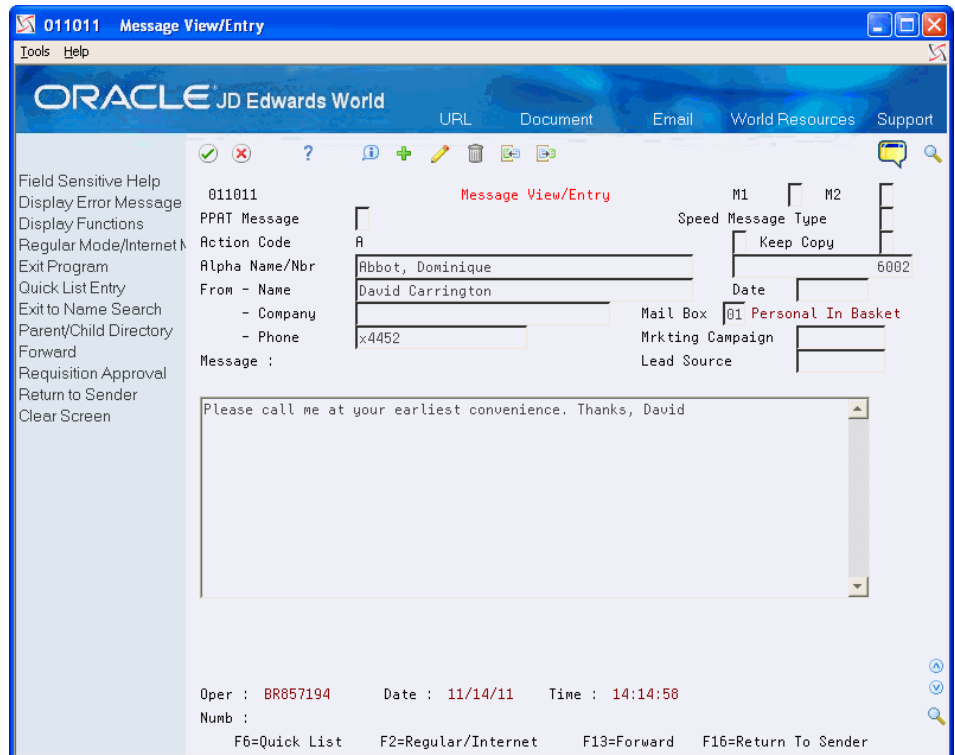 011011 Message View/Entry
Tools Help
ORACLE JD Edwards World
URL Document Email World Resources Support
Field Sensitive Help
Display Error Message
Display Functions
Regular Mode/Internet M
Exit Program
Quick List Entry
Exit to Name Search
Parent/Child Directory
Forward
Requisition Approval
Return to Sender
Clear Screen
011011 Message View/Entry M1 M2
PPAT Message Speed Message Type
Action Code A Keep Copy
Alpha Name/Nbr Abbot, Dominique 6002
From - Name David Carrington Date
- Company Mail Box 01 Personal In Basket
- Phone x4452 Mrkting Campaign
Message : Lead Source
Please call me at your earliest convenience. Thanks, David
Oper : BR857194 Date : 11/14/11 Time : 14:14:58
Numb :
F6=Quick List F2=Regular/Internet F13=Forward F16=Return To Sender